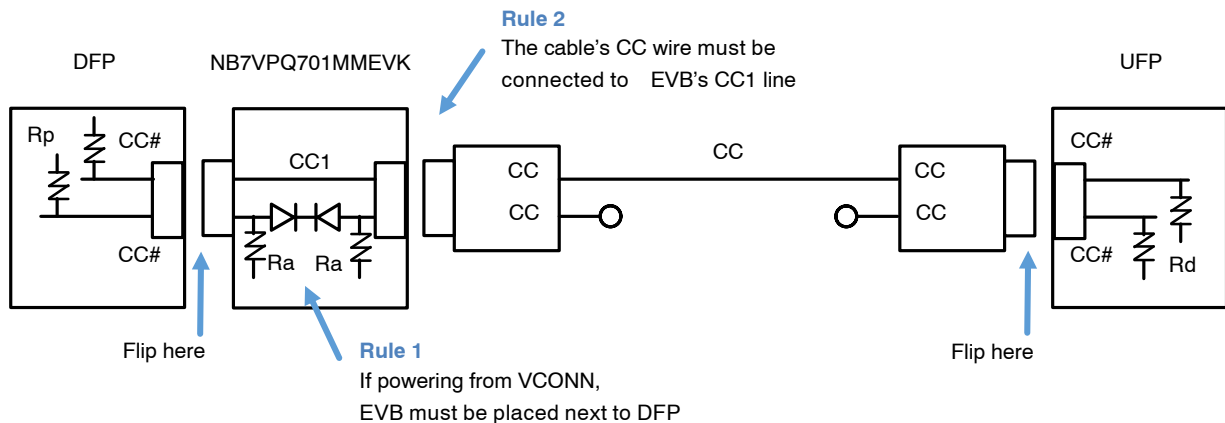 Rule 2
The cable's CC wire must be
connected to EVB's CC1 line
DFP
NB7VPQ701MMEVK
UFP
Rp
CC#
CC1
CC
CC
CC
CC
CC
CC#
CC#
Ra
Ra
CC#
Rd
Flip here
Rule 1
If powering from VCONN,
EVB must be placed next to DFP
Flip here